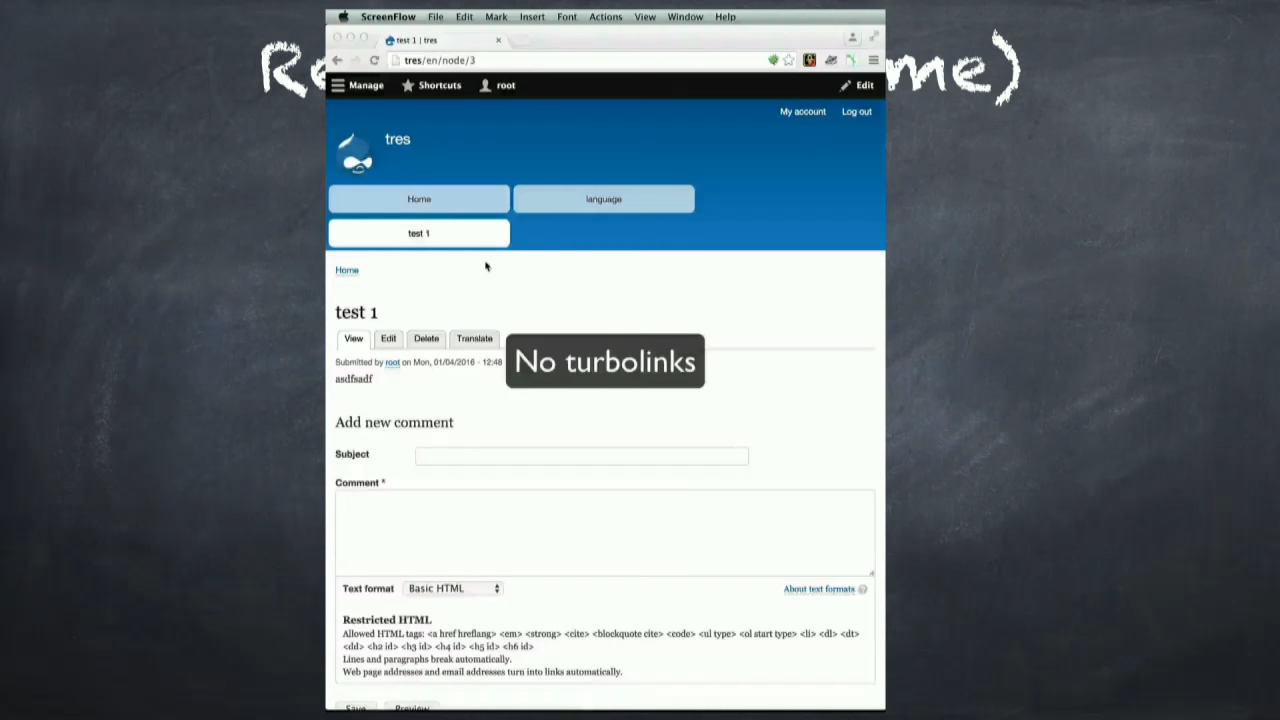 ScreenFlow File Edit Mark Insert Font Actions View Window Help
test 1 | tres
tres/en/node/3
Re me)
Manage Shortcuts root Edit
My account Log out
tres
Home language
test 1
Home
test 1
View Edit Delete Translate
Submitted by root on Mon, 01/04/2016 - 12:48
No turbolinks
asdfsadf
Add new comment
Subject
Comment *
Text format Basic HTML About text formats ?
Restricted HTML
Allowed HTML tags: <a href hreflang> <em> <strong> <cite> <blockquote cite> <code> <ul type> <ol start type> <li> <dl> <dt>
<dd> <h2 id> <h3 id> <h4 id> <h5 id> <h6 id>
Lines and paragraphs break automatically.
Web page addresses and email addresses turn into links automatically.
Save Preview